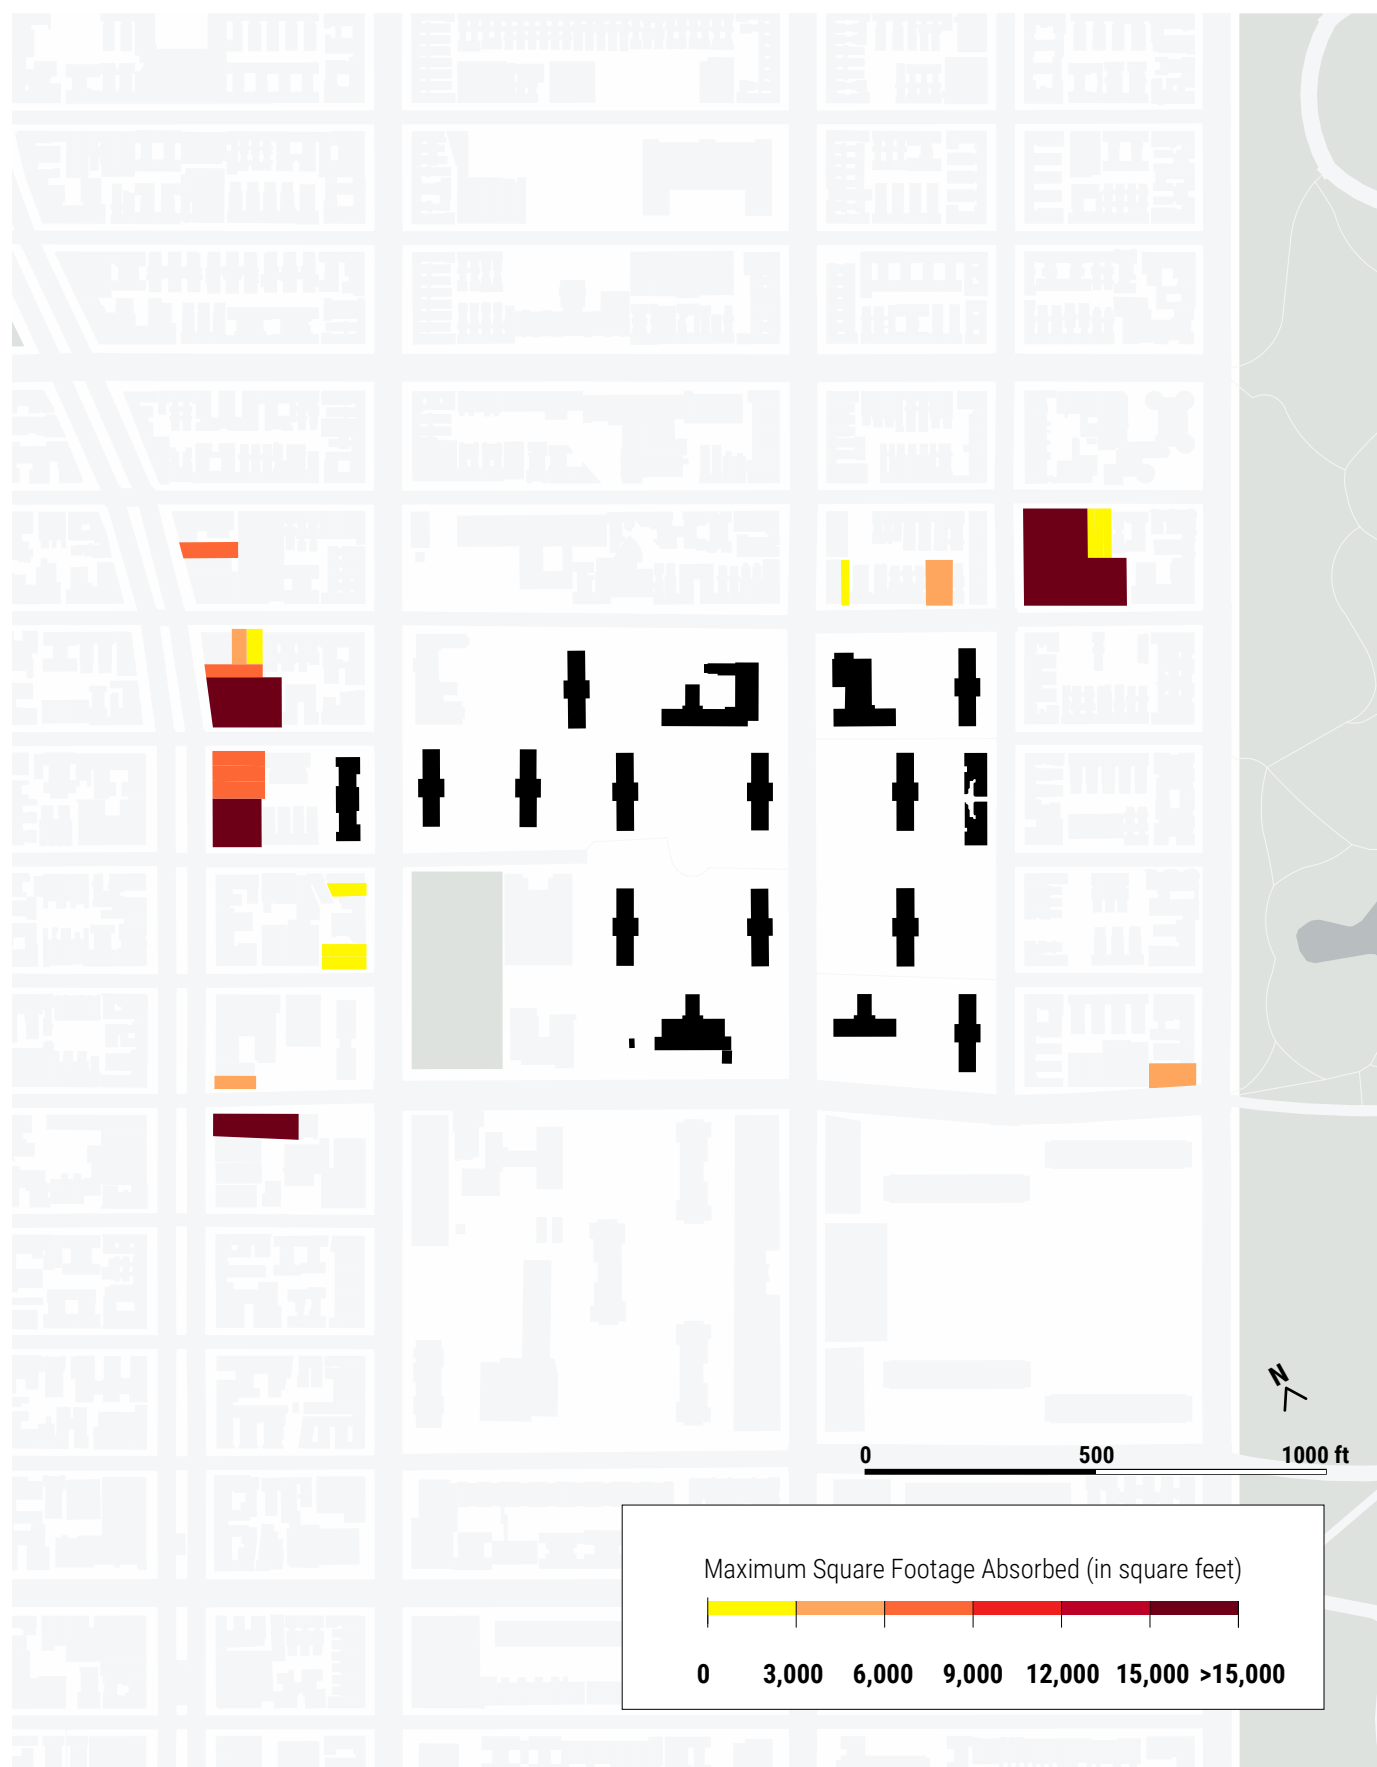 N
0 500 1000 ft
Maximum Square Footage Absorbed (in square feet)
0 3,000 6,000 9,000 12,000 15,000 >15,000